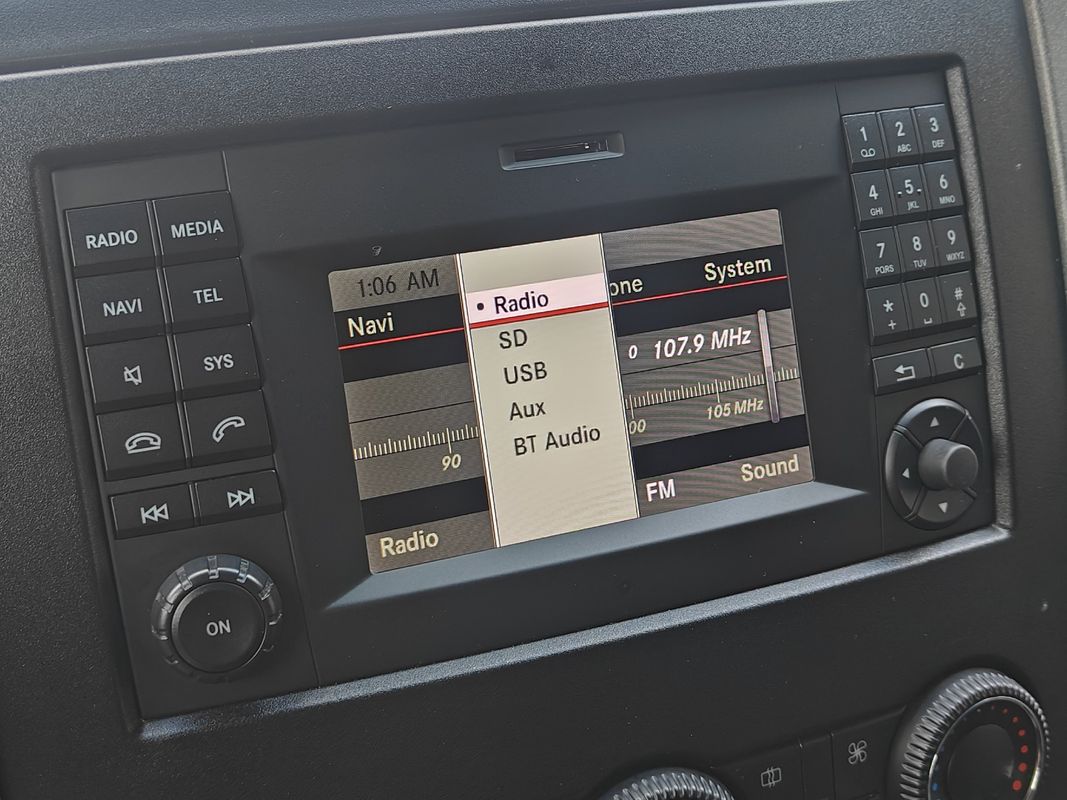 RADIO
MEDIA
NAVI
TEL
SYS
ON
1:06 AM
Navi
one
System
• Radio
SD
USB
Aux
BT Audio
0 107.9 MHz
90
00
105 MHz
Radio
FM
Sound
1
2 ABC
3 DEF
4 GHI
-5- JKL
6 MNO
7 PQRS
8 TUV
9 WXYZ
* +
0
#
C